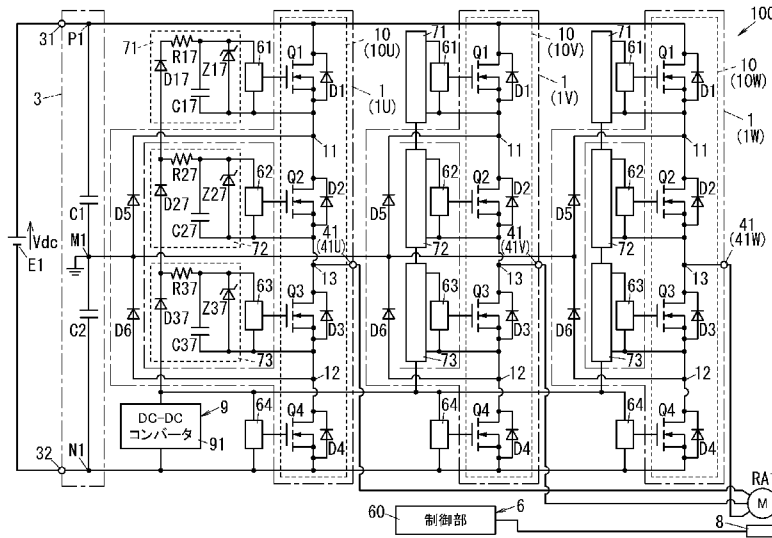 100
31
P1
71
R17
61
Q1
10
(10U)
71
61
Q1
10
(10V)
71
61
Q1
10
(10W)
3
D17
Z17
C17
D1
1
(1U)
D1
1
(1V)
D1
1
(1W)
11
11
11
R27
62
Q2
62
Q2
62
Q2
C1
D5
D27
Z27
C27
D2
41
(41U)
D5
D2
41
(41V)
D5
D2
41
(41W)
Vdc
E1
M1
72
72
72
R37
63
Q3
13
63
Q3
13
63
Q3
13
C2
D6
D37
Z37
C37
D3
D6
D3
D6
D3
73
73
73
12
12
12
DC-DC
コンバータ
9
91
64
Q4
64
Q4
64
Q4
D4
D4
D4
32
N1
RA1
M
60
制御部
6
8